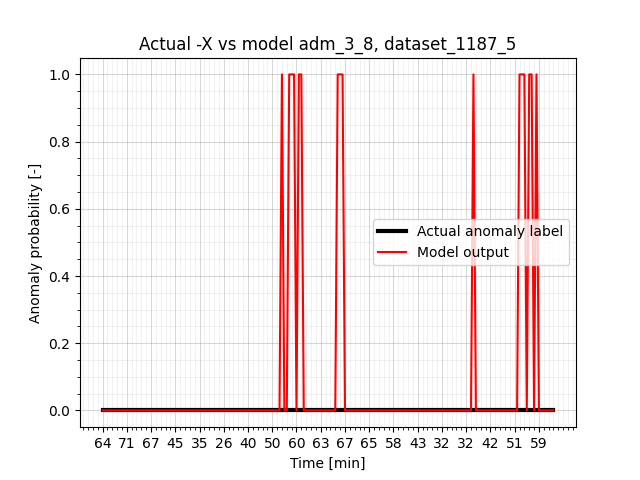 Actual -X vs model adm_3_8, dataset_1187_5
Anomaly probability [-]
1.0
0.8
0.6
0.4
0.2
0.0
Actual anomaly label
Model output
64 71 67 45 35 26 40 50 60 63 67 65 58 43 32 32 42 51 59
Time [min]